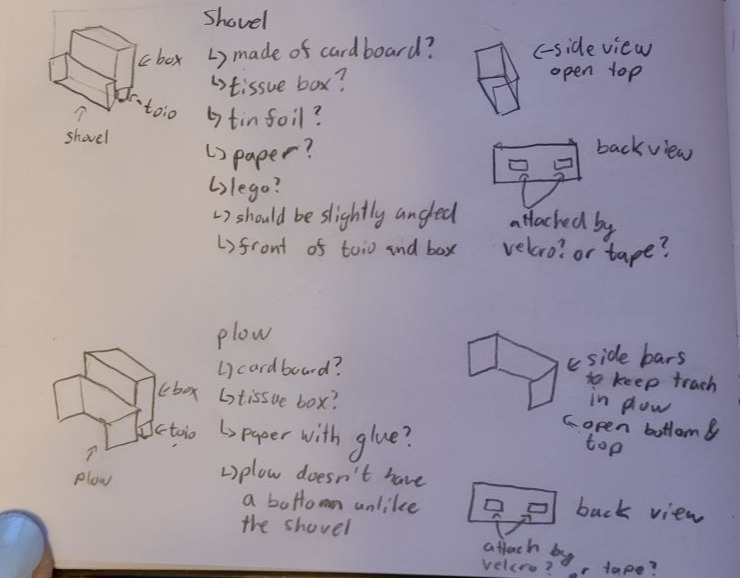 Shovel
↳ made of cardboard?
↳ tissue box?
↳ tin foil?
↳ paper?
↳ lego?
↳ should be slightly angled
↳ front of toio and box
box
toio
shovel
side view
open top
back view
attached by
velcro? or tape?
plow
↳ cardboard?
↳ tissue box?
↳ paper with glue?
↳ plow doesn't have
a bottom unlike
the shovel
box
toio
plow
side bars
to keep trash
in plow
open bottom &
top
back view
attach by
velcro? or tape?